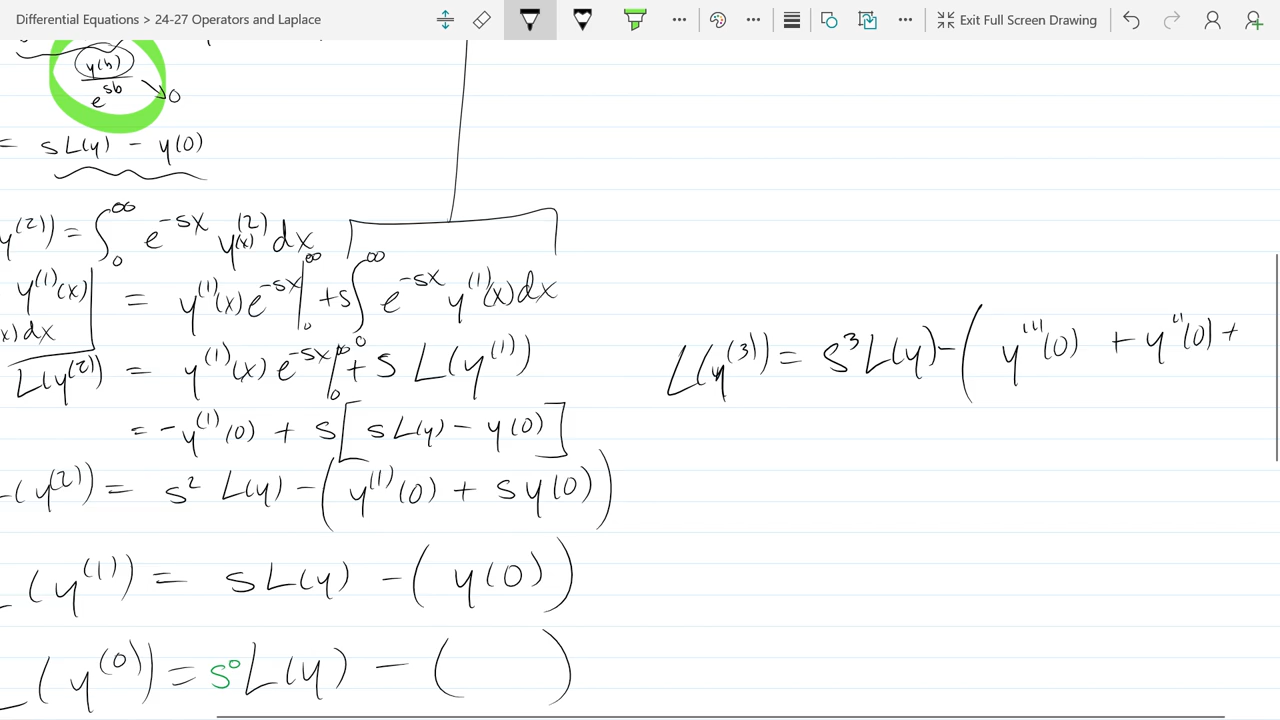 Differential Equations > 24-27 Operators and Laplace
Exit Full Screen Drawing
y(b)
e^{sb} ↘ 0
= sL(y) - y(0)
y^{(2)}) = ∫_0^∞ e^{-sx} y^{(2)}(x) dx
y^{(1)}(x)
x)dx
= y^{(1)}(x)e^{-sx}|_0^∞ + s∫_0^∞ e^{-sx} y^{(1)}(x)dx
L(y^{(2)}) = y^{(1)}(x) e^{-sx}|_0^∞ + s L(y^{(1)})
= -y^{(1)}(0) + s[sL(y) - y(0)]
(y^{(2)}) = s^2 L(y) - (y^{(1)}(0) + s y(0))
(y^{(1)}) = sL(y) - (y(0))
(y^{(0)}) = s^0 L(y) - ( )
L(y^{(3)}) = s^3 L(y) - ( y'''(0) + y''(0) +